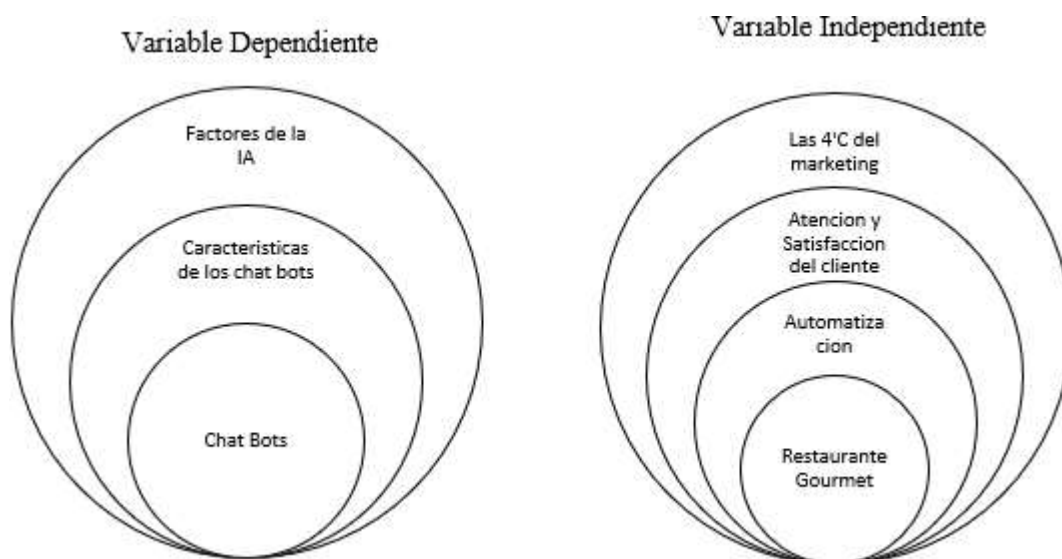 Variable Dependiente
Factores de la
IA
Caracteristicas
de los chat bots
Chat Bots
Variable Independiente
Las 4'C del
marketing
Atencion y
Satisfaccion
del cliente
Automatiza
cion
Restaurante
Gourmet